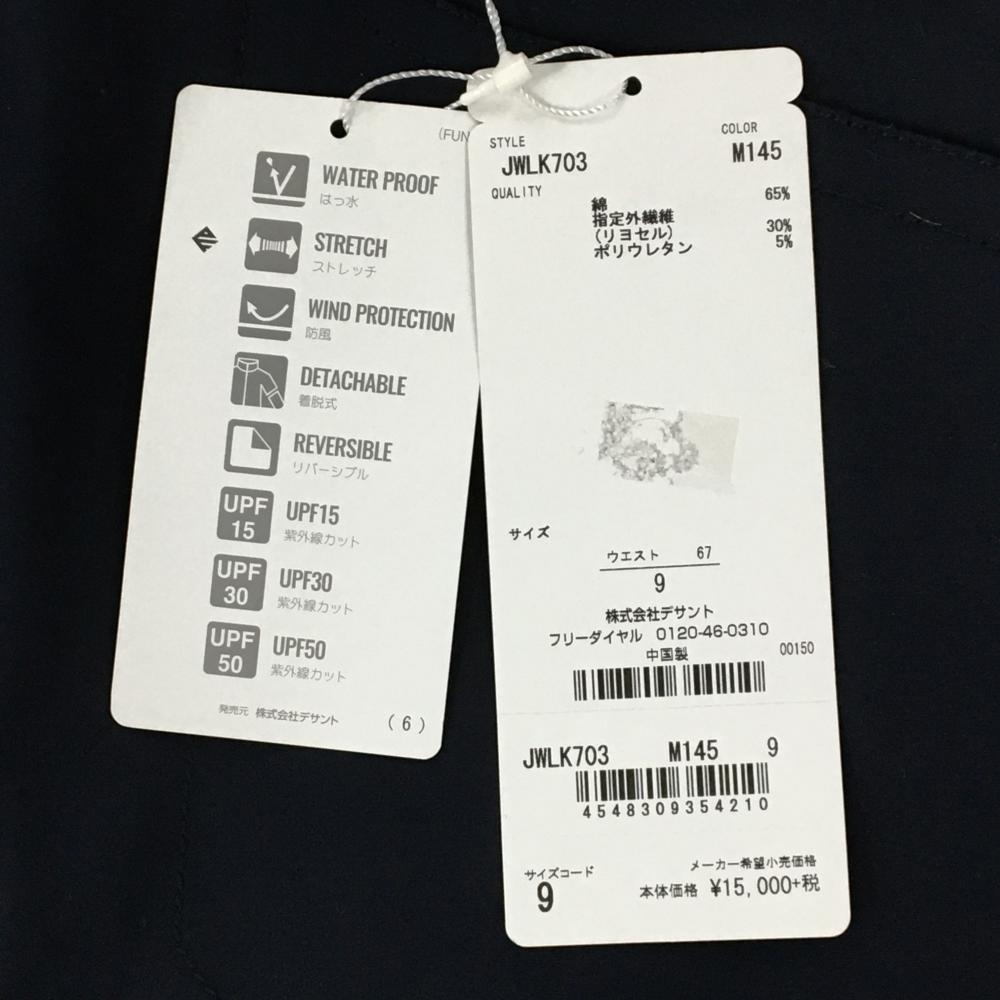 (FUN
WATER PROOF
はっ水
STRETCH
ストレッチ
WIND PROTECTION
防風
DETACHABLE
着脱式
REVERSIBLE
リバーシブル
UPF 15
UPF15
紫外線カット
UPF 30
UPF30
紫外線カット
UPF 50
UPF50
紫外線カット
発売元 株式会社デサント (6)
STYLE COLOR
JWLK703 M145
QUALITY
綿 65%
指定外繊維
(リヨセル) 30%
ポリウレタン 5%
サイズ
ウエスト 67
9
株式会社デサント
フリーダイヤル 0120-46-0310
中国製 00150
JWLK703 M145 9
4548309354210
サイズコード メーカー希望小売価格
9 本体価格 ¥15,000+税